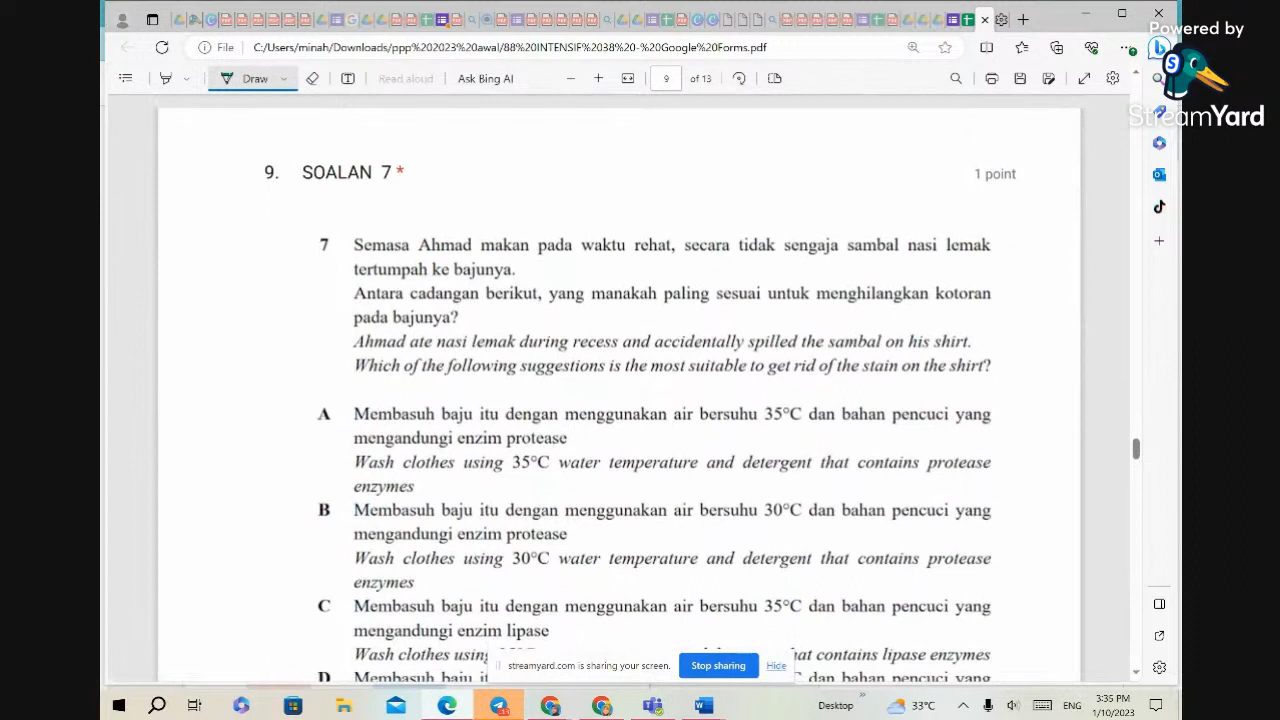 Powered by
StreamYard
File
C:/Users/minah/Downloads/ppp%202023%20awal/88%20INTENSIF%2038%20-%20Google%20Forms.pdf
Draw
Read aloud
Ask Bing AI
9
of 13
9. SOALAN 7 *
1 point
7 Semasa Ahmad makan pada waktu rehat, secara tidak sengaja sambal nasi lemak
tertumpah ke bajunya.
Antara cadangan berikut, yang manakah paling sesuai untuk menghilangkan kotoran
pada bajunya?
Ahmad ate nasi lemak during recess and accidentally spilled the sambal on his shirt.
Which of the following suggestions is the most suitable to get rid of the stain on the shirt?
A Membasuh baju itu dengan menggunakan air bersuhu 35°C dan bahan pencuci yang
mengandungi enzim protease
Wash clothes using 35°C water temperature and detergent that contains protease
enzymes
B Membasuh baju itu dengan menggunakan air bersuhu 30°C dan bahan pencuci yang
mengandungi enzim protease
Wash clothes using 30°C water temperature and detergent that contains protease
enzymes
C Membasuh baju itu dengan menggunakan air bersuhu 35°C dan bahan pencuci yang
mengandungi enzim lipase
Wash clothes using hat contains lipase enzymes
D Membasuh baju it dan bahan pencuci yang
streamyard.com is sharing your screen.
Stop sharing
Hide
Desktop
33°C
ENG
3:35 PM
1/10/2023